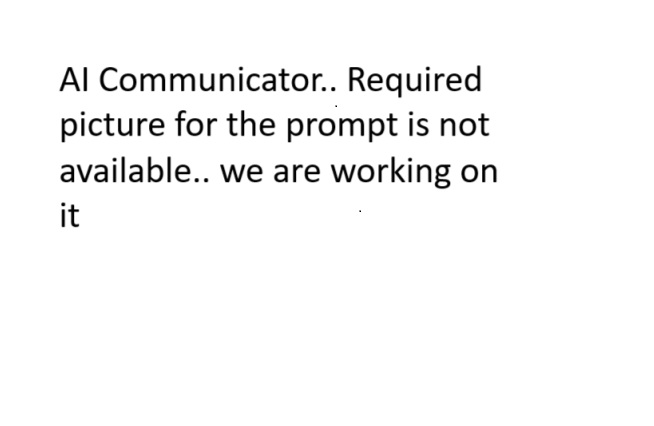 AI Communicator.. Required
picture for the prompt is not
available.. we are working on
it